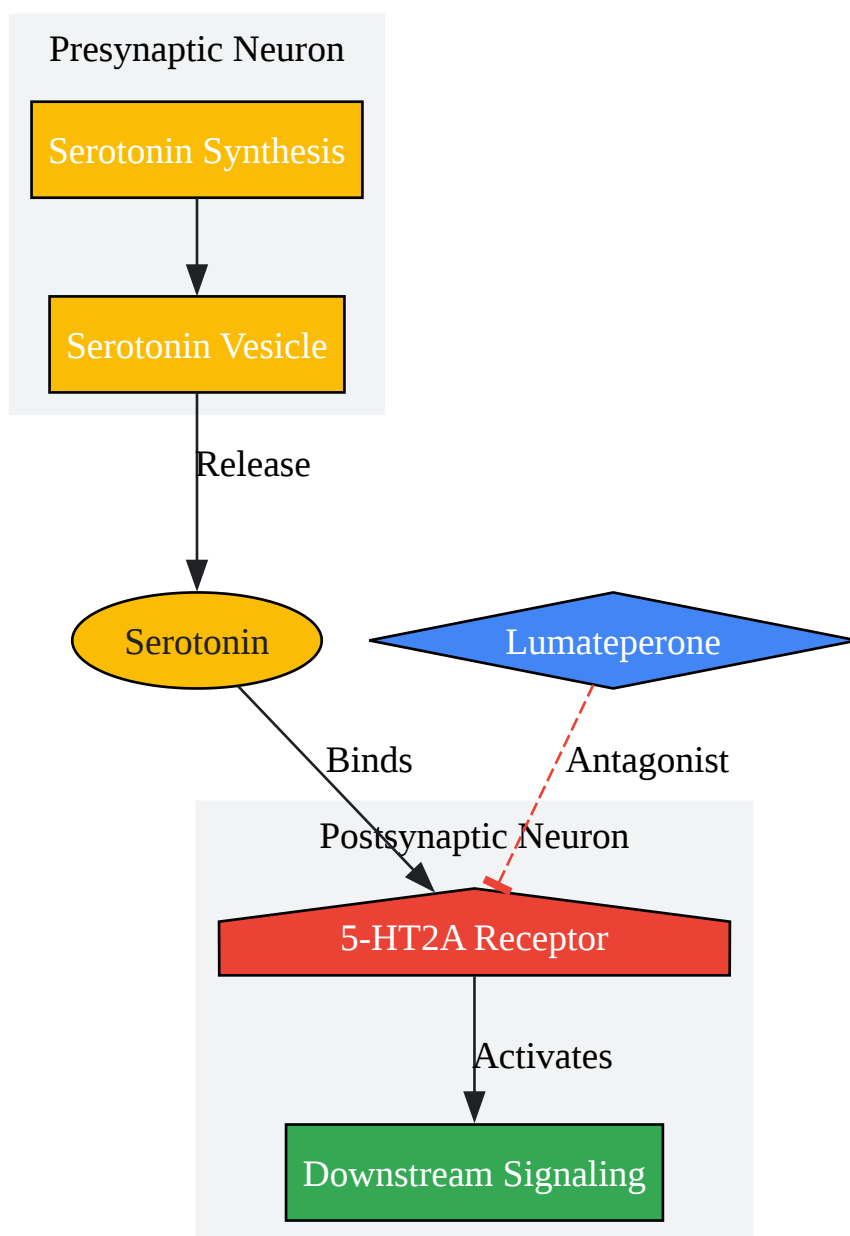 Presynaptic Neuron
Serotonin Synthesis
Serotonin Vesicle
Release
Serotonin
Lumateperone
Binds
Antagonist
Postsynaptic Neuron
5-HT2A Receptor
Activates
Downstream Signaling